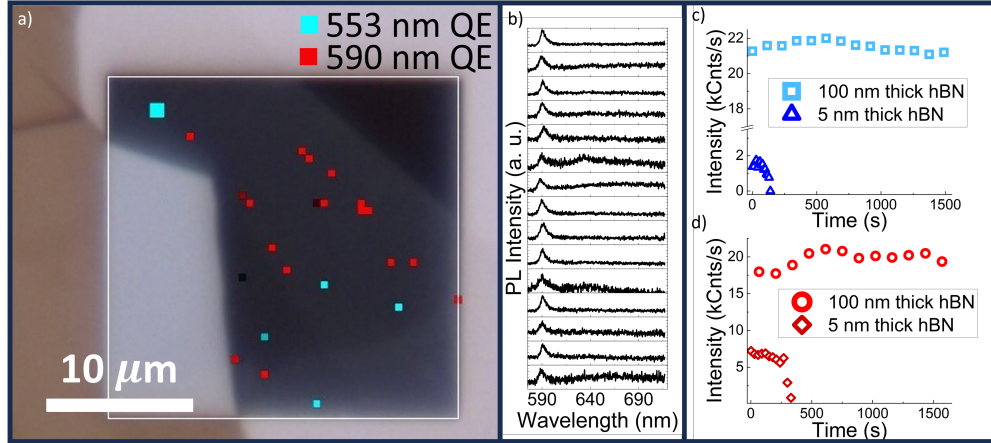 a)
553 nm QE
590 nm QE
10 μm
b)
PL Intensity (a. u.)
590 640 690
Wavelength (nm)
c)
Intensity (kCnts/s)
22
20
18
2
0
100 nm thick hBN
5 nm thick hBN
0 500 1000 1500
Time (s)
d)
Intensity (kCnts/s)
20
15
10
5
100 nm thick hBN
5 nm thick hBN
0 500 1000 1500
Time (s)